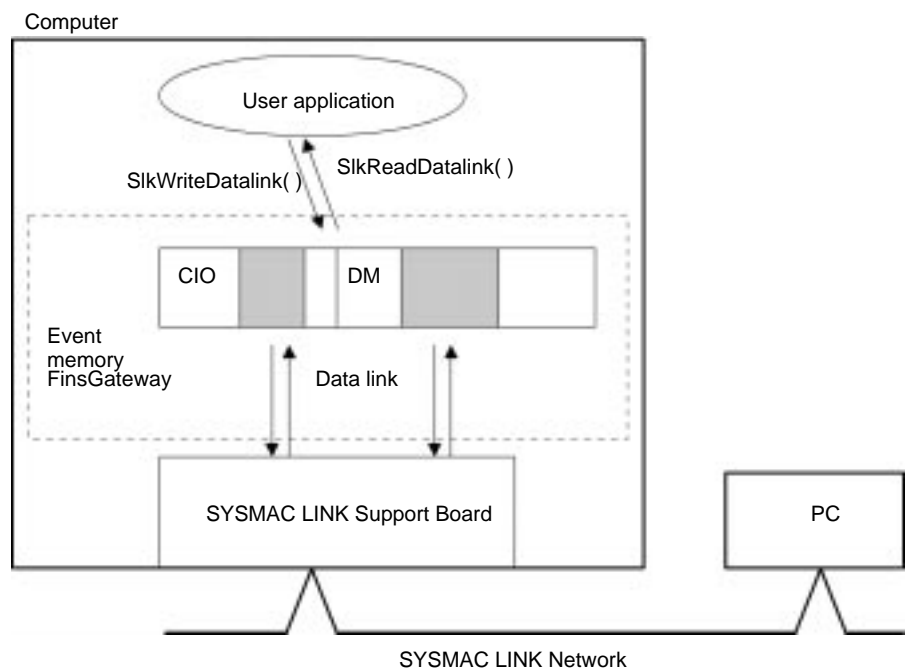 Computer
User application
SlkWriteDatalink( )
SlkReadDatalink( )
CIO
DM
Event
memory
FinsGateway
Data link
SYSMAC LINK Support Board
PC
SYSMAC LINK Network